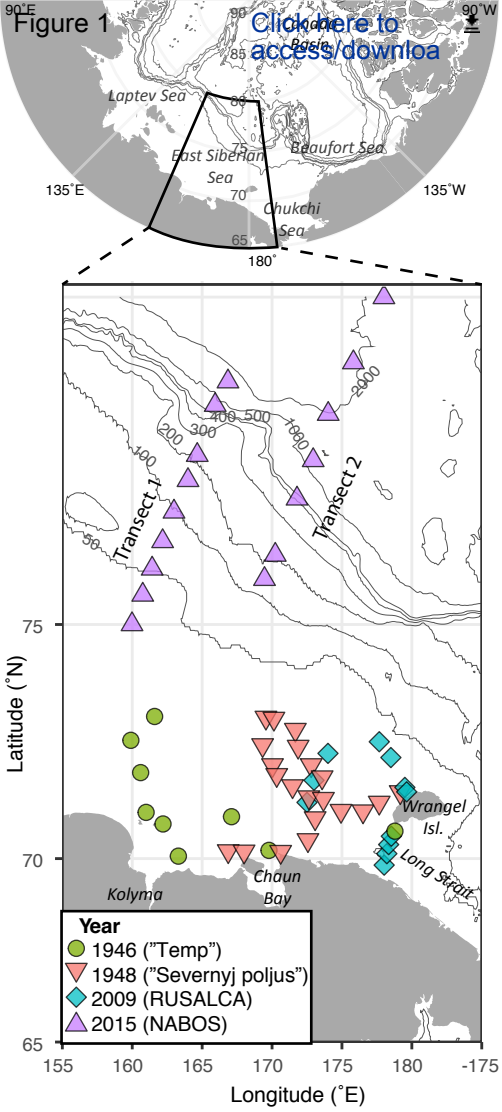 90°E
90°W
Figure 1
Click here to
access/downloa
90
Basin
85
80
75
70
65
Laptev Sea
East Siberian
Sea
Beaufort Sea
Chukchi
Sea
135°E
135°W
180°
2000
400
500
200
300
1000
100
50
Transect 1
Transect 2
75
70
65
Latitude (°N)
Wrangel
Isl.
Long Strait
Chaun
Bay
Kolyma
Year
1946 (”Temp”)
1948 (”Severnyj poljus”)
2009 (RUSALCA)
2015 (NABOS)
155
160
165
170
175
180
-175
Longitude (°E)